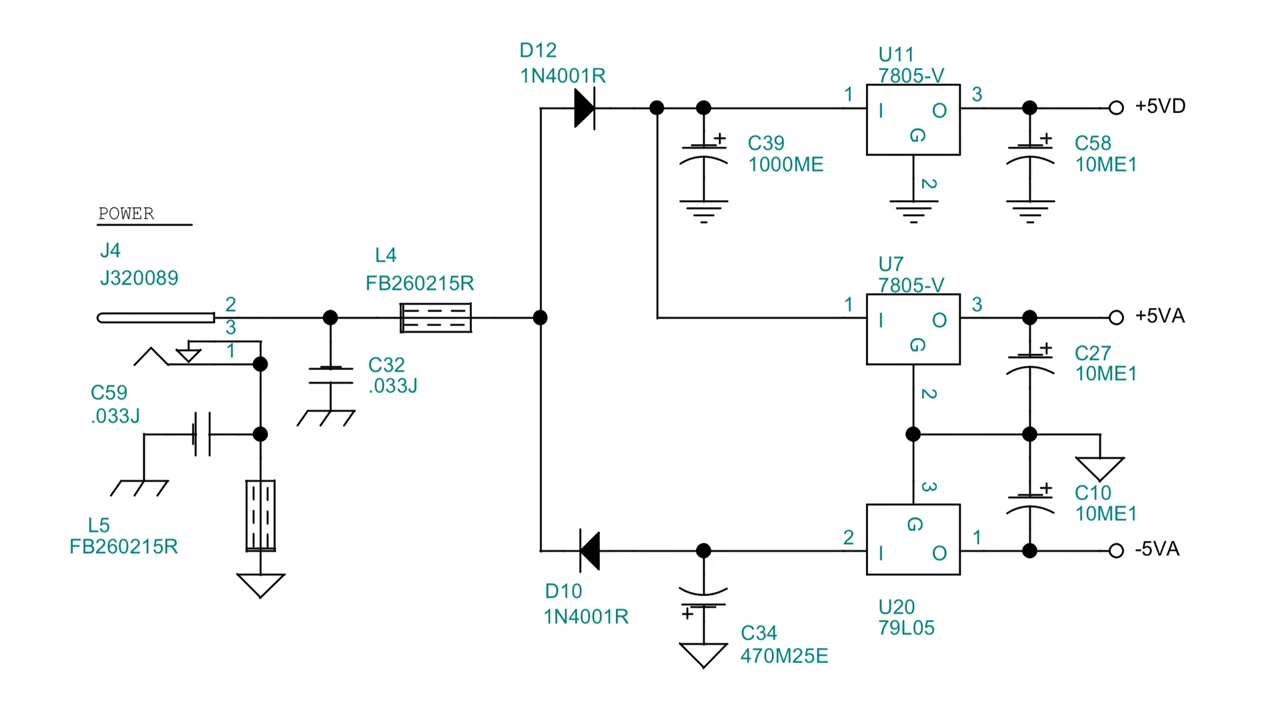 D12
1N4001R
U11
7805-V
1
I
O
G
3
2
+5VD
+
C39
1000ME
+
C58
10ME1
POWER
J4
J320089
2
3
1
L4
FB260215R
U7
7805-V
1
I
O
G
3
2
+5VA
C32
.033J
+
C27
10ME1
C59
.033J
L5
FB260215R
3
+
C10
10ME1
2
I
G
O
1
-5VA
D10
1N4001R
+
C34
470M25E
U20
79L05